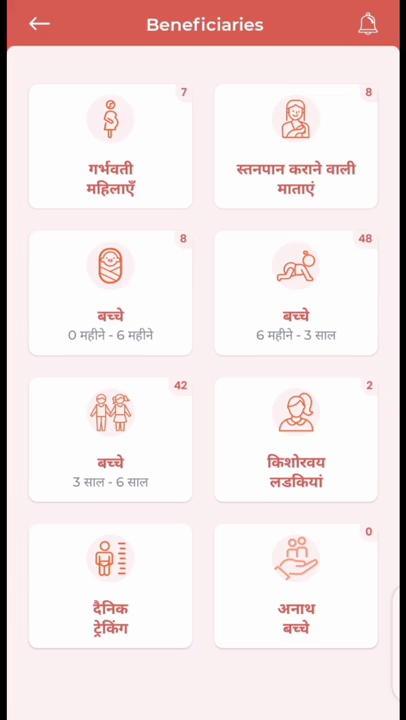 Beneficiaries
7
गर्भवती
महिलाएँ
8
स्तनपान कराने वाली
माताएं
8
बच्चे
0 महीने - 6 महीने
48
बच्चे
6 महीने - 3 साल
42
बच्चे
3 साल - 6 साल
2
किशोरवय
लडकियां
दैनिक
ट्रेकिंग
0
अनाथ
बच्चे